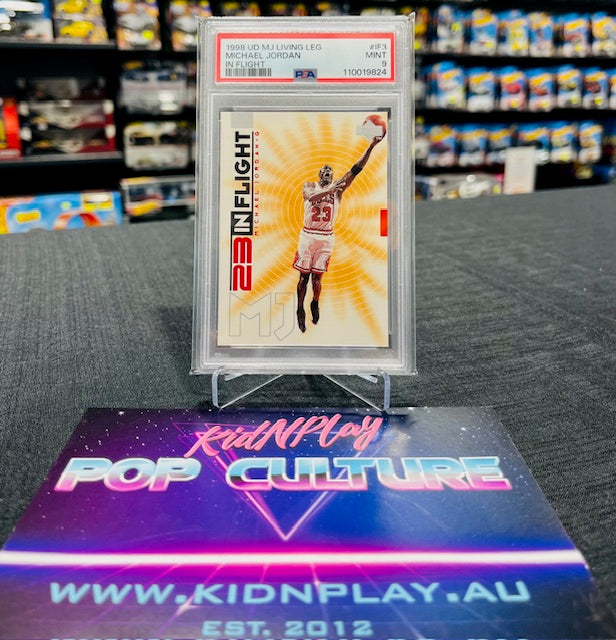 1998 UD MJ LIVING LEG. #IF3
MICHAEL JORDAN MINT
IN FLIGHT 9
PSA 110019824
23 IN FLIGHT
MICHAEL JORDAN•G
BULLS
23
MJ
KidNPlay
POP CULTURE
WWW.KIDNPLAY.AU
EST. 2012